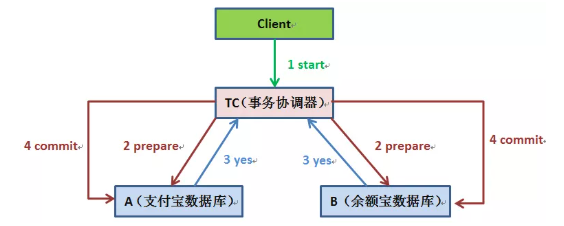 Client
1 start
TC（事务协调器）
4 commit
2 prepare
3 yes
3 yes
2 prepare
4 commit
A（支付宝数据库）
B（余额宝数据库）